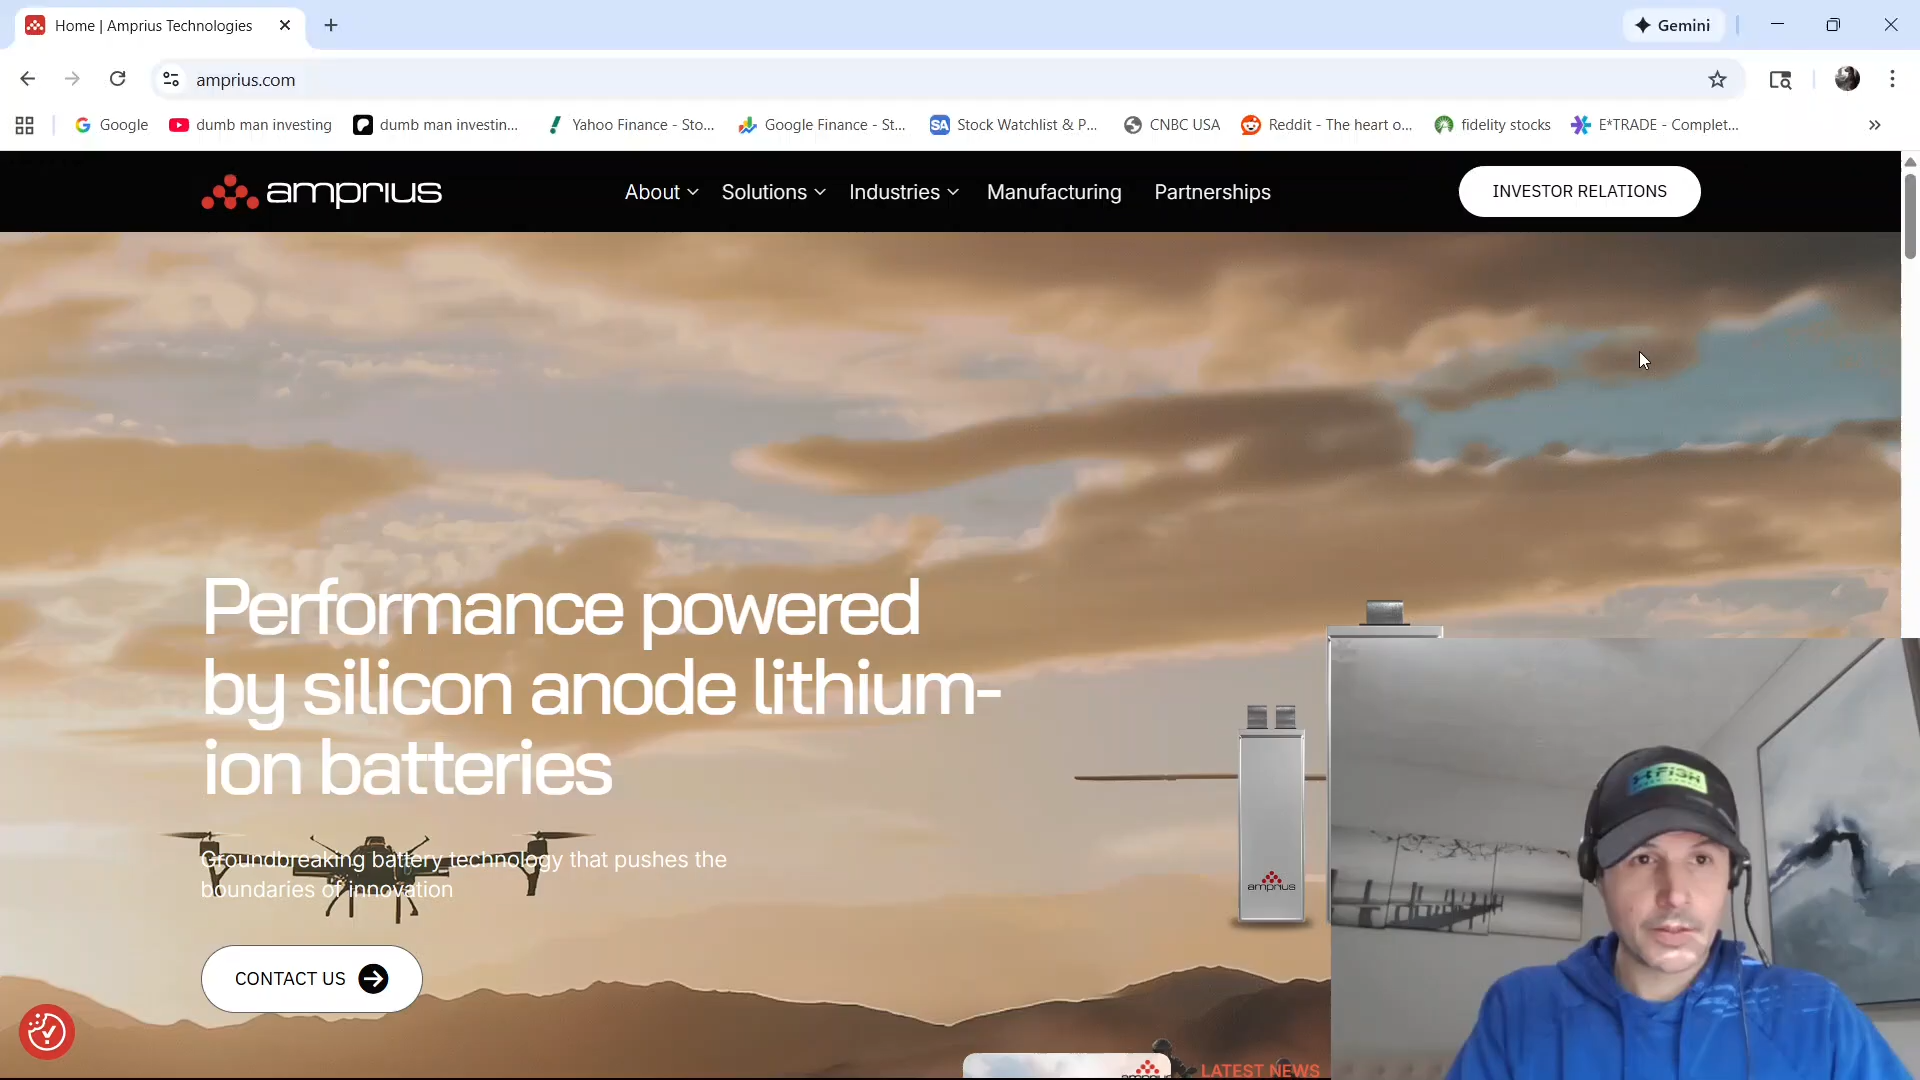 Home | Amprius Technologies
Gemini
amprius.com
Google
dumb man investing
dumb man investin...
Yahoo Finance - Sto...
Google Finance - St...
SA
Stock Watchlist & P...
CNBC USA
Reddit - The heart o...
fidelity stocks
E*TRADE - Complet...
amprius
About
Solutions
Industries
Manufacturing
Partnerships
INVESTOR RELATIONS
Performance powered
by silicon anode lithium-
ion batteries
Groundbreaking battery technology that pushes the
boundaries of innovation
CONTACT US
amprius
FISH
LATEST NEWS